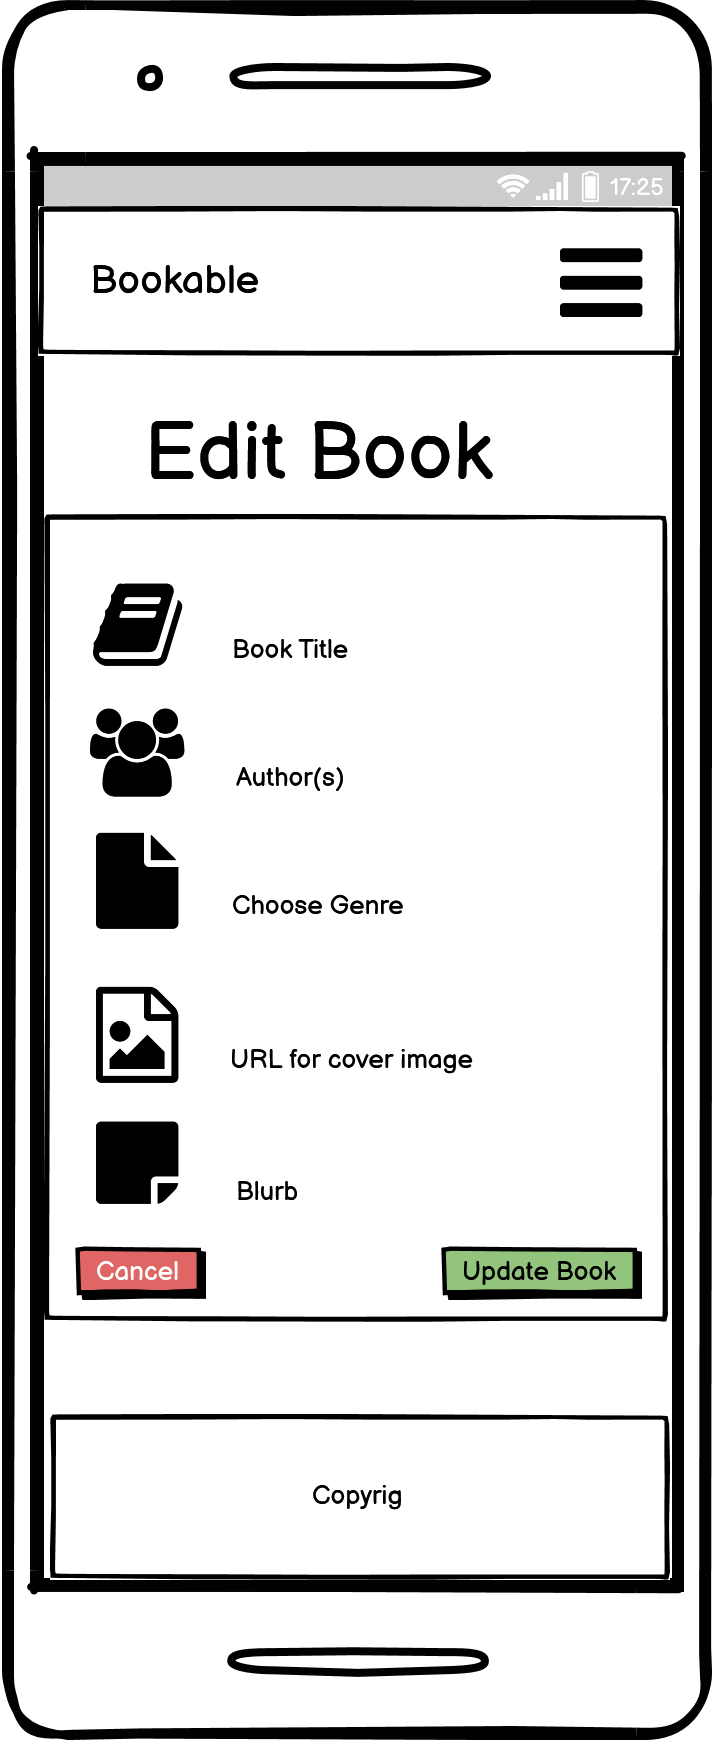 17:25
Bookable
Edit Book
Book Title
Author(s)
Choose Genre
URL for cover image
Blurb
Cancel Update Book
Copyrig